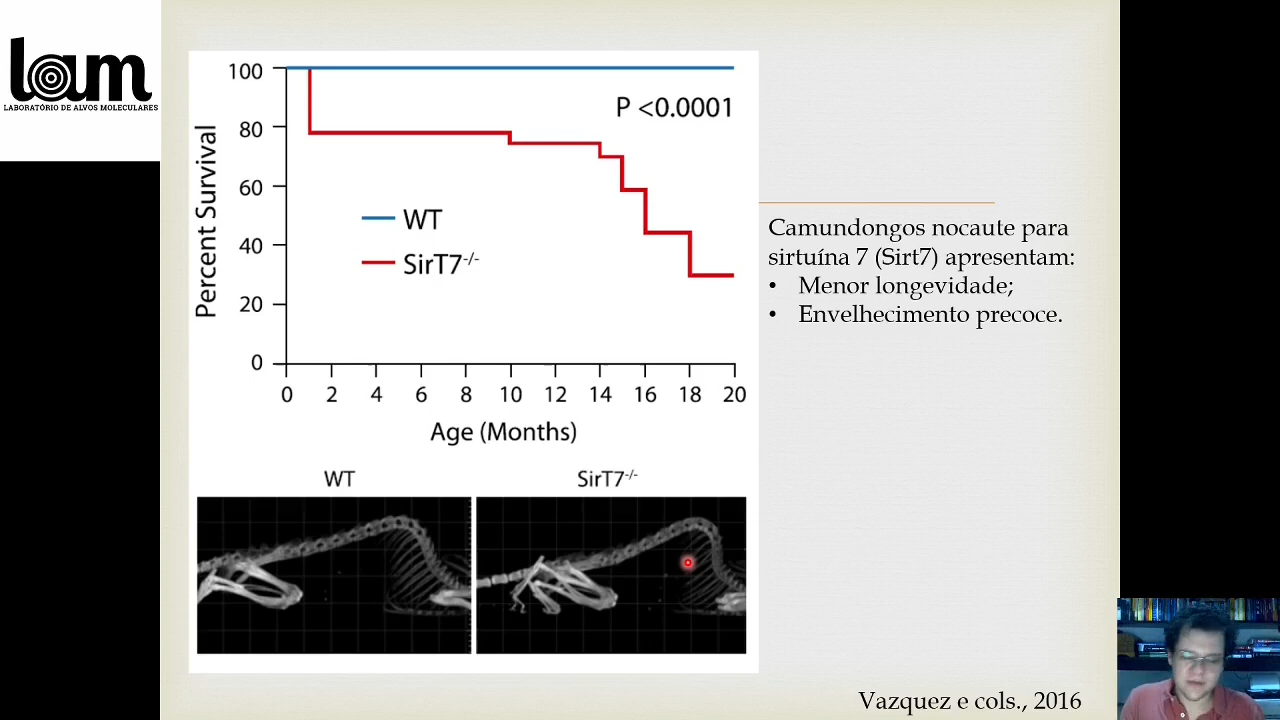 lam
LABORATÓRIO DE ALVOS MOLECULARES
100
80
60
40
20
0
Percent Survival
P <0.0001
WT
SirT7-/-
0 2 4 6 8 10 12 14 16 18 20
Age (Months)
WT SirT7-/-
Camundongos nocaute para
sirtuína 7 (Sirt7) apresentam:
• Menor longevidade;
• Envelhecimento precoce.
Vazquez e cols., 2016